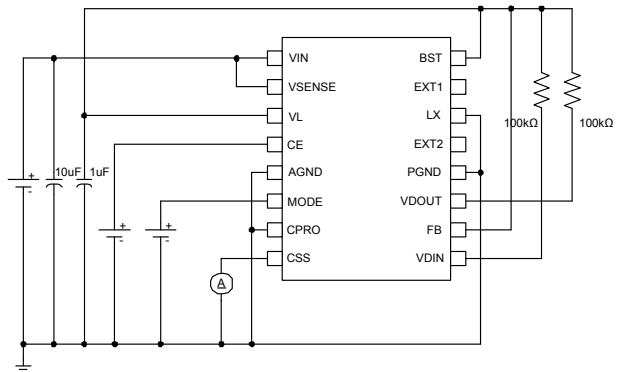 VIN
BST
VSENSE
EXT1
VL
LX
CE
EXT2
AGND
PGND
MODE
VDOUT
CPRO
FB
CSS
VDIN
100kΩ
100kΩ
+
-
10uF
1uF
+
-
+
-
A